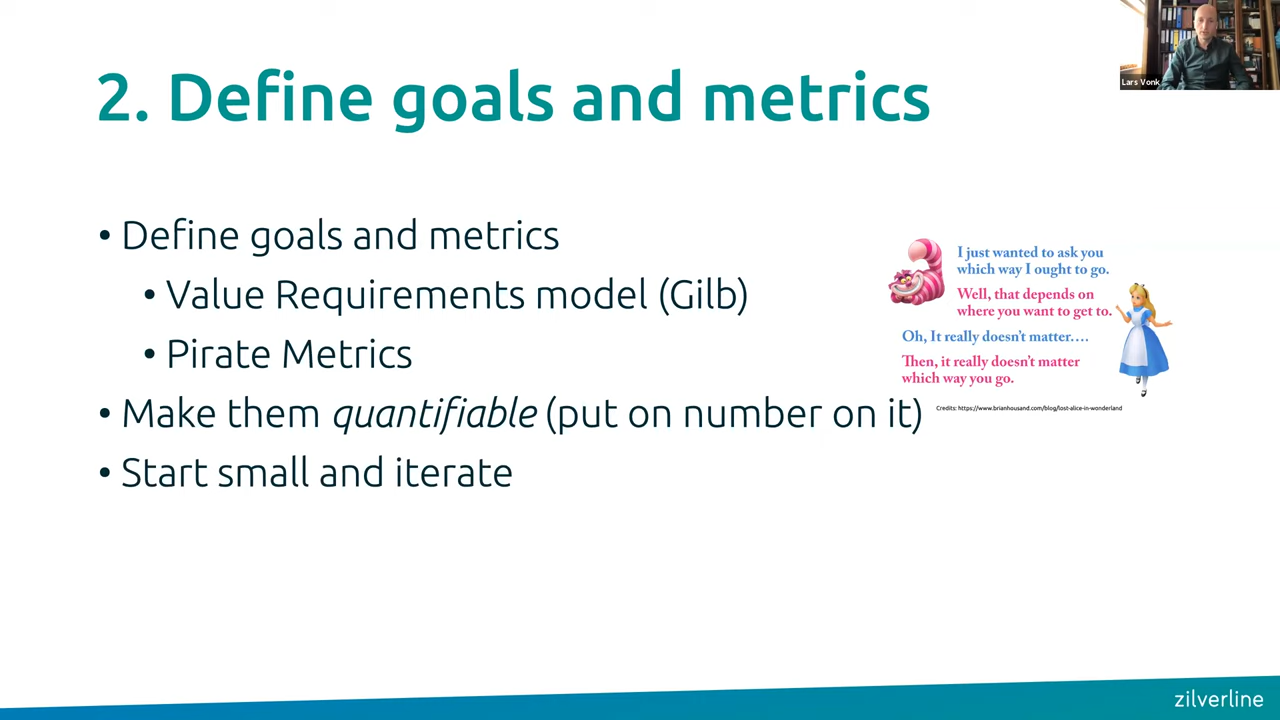 Lars Vonk
2. Define goals and metrics
• Define goals and metrics
• Value Requirements model (Gilb)
• Pirate Metrics
• Make them quantifiable (put on number on it)
• Start small and iterate
I just wanted to ask you
which way I ought to go.
Well, that depends on
where you want to get to.
Oh, It really doesn't matter….
Then, it really doesn't matter
which way you go.
Credits: https://www.brianhousand.com/blog/lost-alice-in-wonderland
zilverline